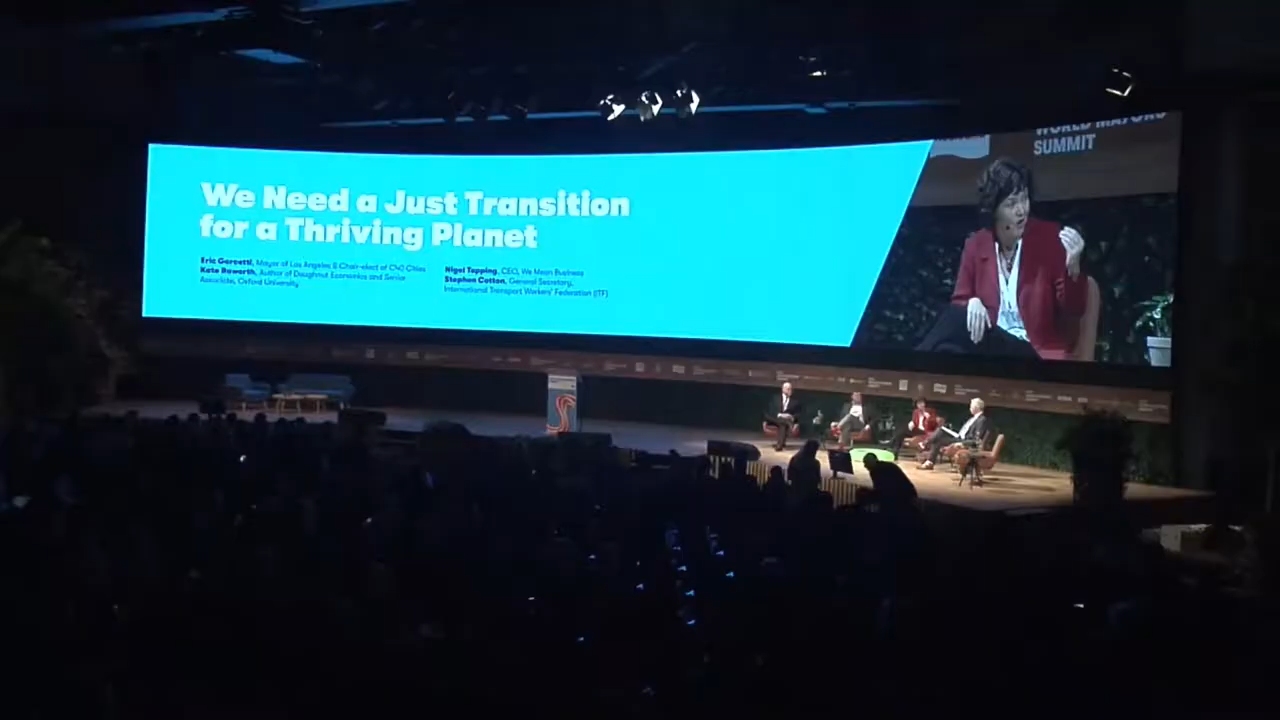 We Need a Just Transition
for a Thriving Planet
Eric Garcetti, Mayor of Los Angeles & Chair-elect of C40 Cities
Kate Raworth, Author of Doughnut Economics and Senior
Associate, Oxford University
Nigel Topping, CEO, We Mean Business
Stephen Cotton, General Secretary,
International Transport Workers' Federation (ITF)
WORLD MAYORS
SUMMIT